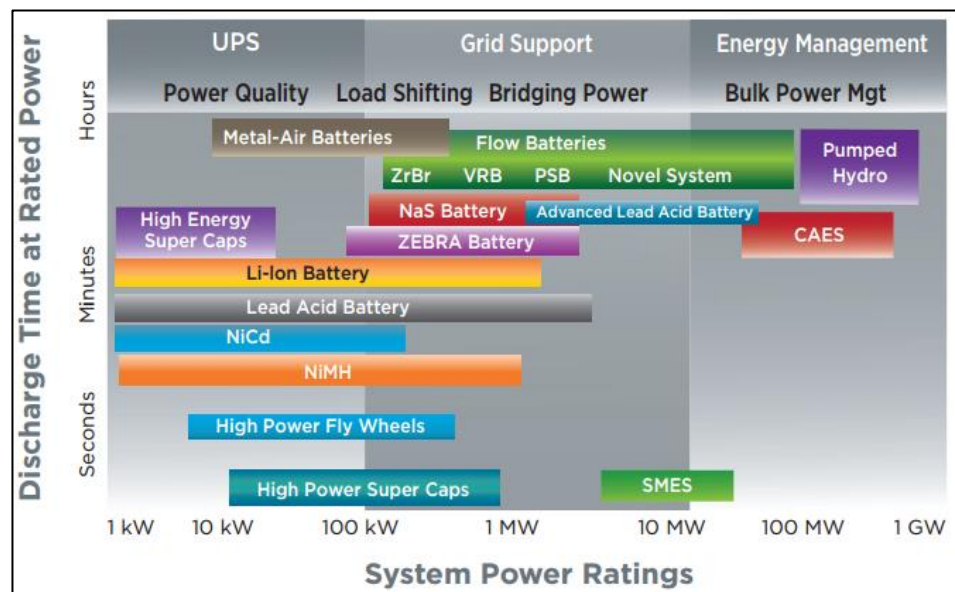 UPS
Grid Support
Energy Management
Power Quality
Load Shifting
Bridging Power
Bulk Power Mgt
Discharge Time at Rated Power
Hours
Minutes
Seconds
Metal-Air Batteries
Flow Batteries
ZrBr VRB PSB Novel System
Pumped
Hydro
NaS Battery
Advanced Lead Acid Battery
High Energy
Super Caps
ZEBRA Battery
CAES
Li-Ion Battery
Lead Acid Battery
NiCd
NiMH
High Power Fly Wheels
High Power Super Caps
SMES
1 kW 10 kW 100 kW 1 MW 10 MW 100 MW 1 GW
System Power Ratings